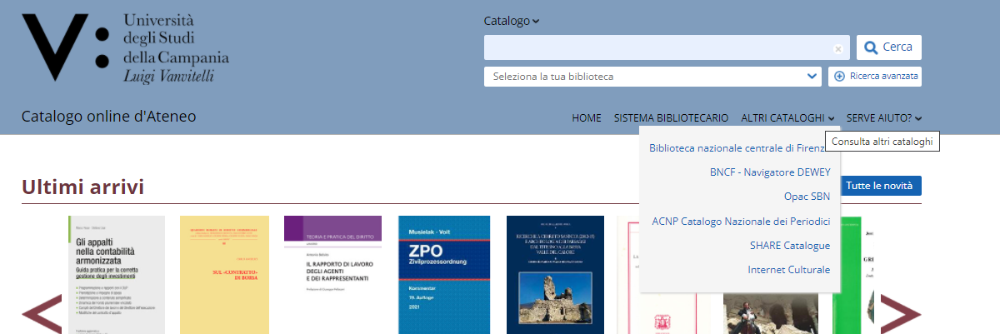 Università
degli Studi
della Campania
Luigi Vanvitelli
Catalogo online d'Ateneo
Catalogo
Cerca
Seleziona la tua biblioteca
Ricerca avanzata
HOME SISTEMA BIBLIOTECARIO ALTRI CATALOGHI SERVE AIUTO?
Consulta altri cataloghi
Biblioteca nazionale centrale di Firenz
BNCF - Navigatore DEWEY
Opac SBN
ACNP Catalogo Nazionale dei Periodici
SHARE Catalogue
Internet Culturale
Ultimi arrivi
Tutte le novità
Gli appalti
nella contabilità
armonizzata
Guida pratica per la corretta
gestione degli investimenti
SUL «CONTRATTO»
DI BORSA
TEORIA E PRATICA DEL DIRITTO
IL RAPPORTO DI LAVORO
DEGLI AGENTI
E DEI RAPPRESENTANTI
Musielak - Voit
ZPO
Zivilprozessordnung
Kommentar
19. Auflage
2021